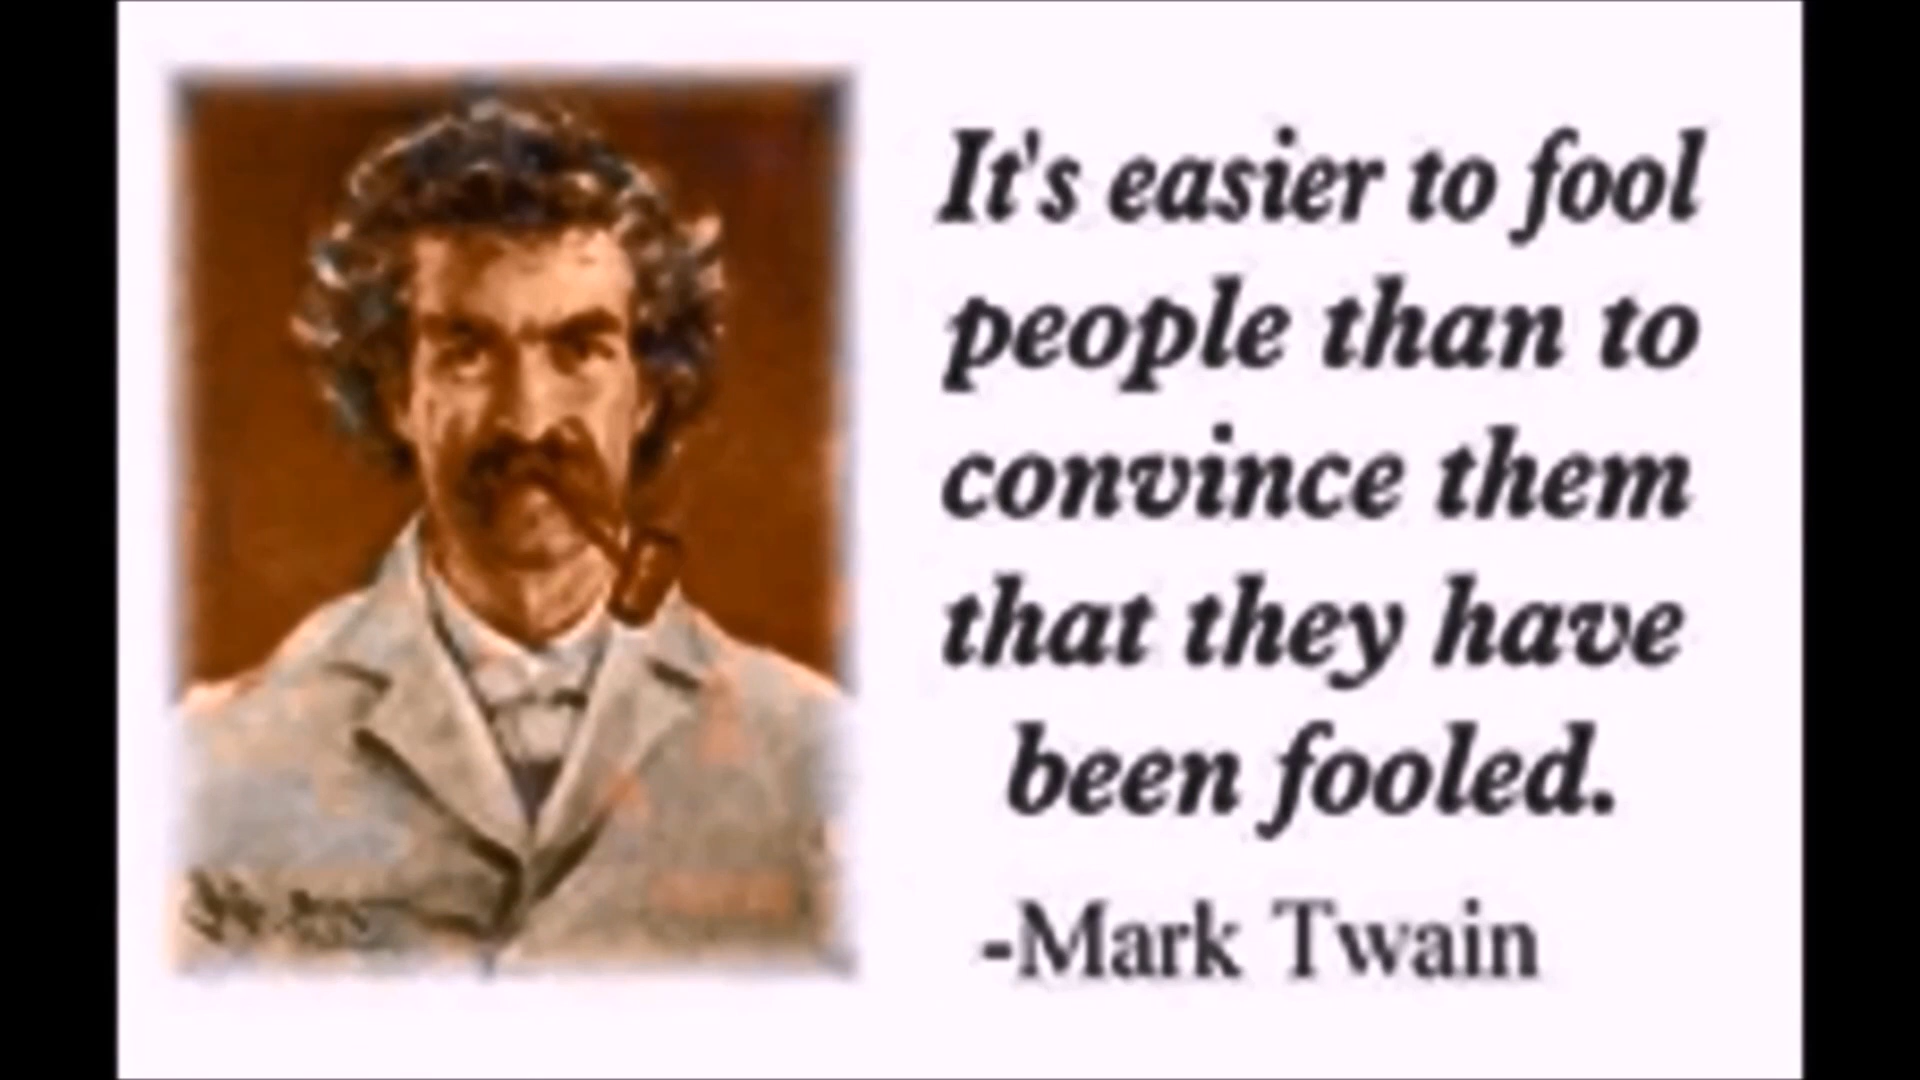 It's easier to fool
people than to
convince them
that they have
been fooled.
-Mark Twain